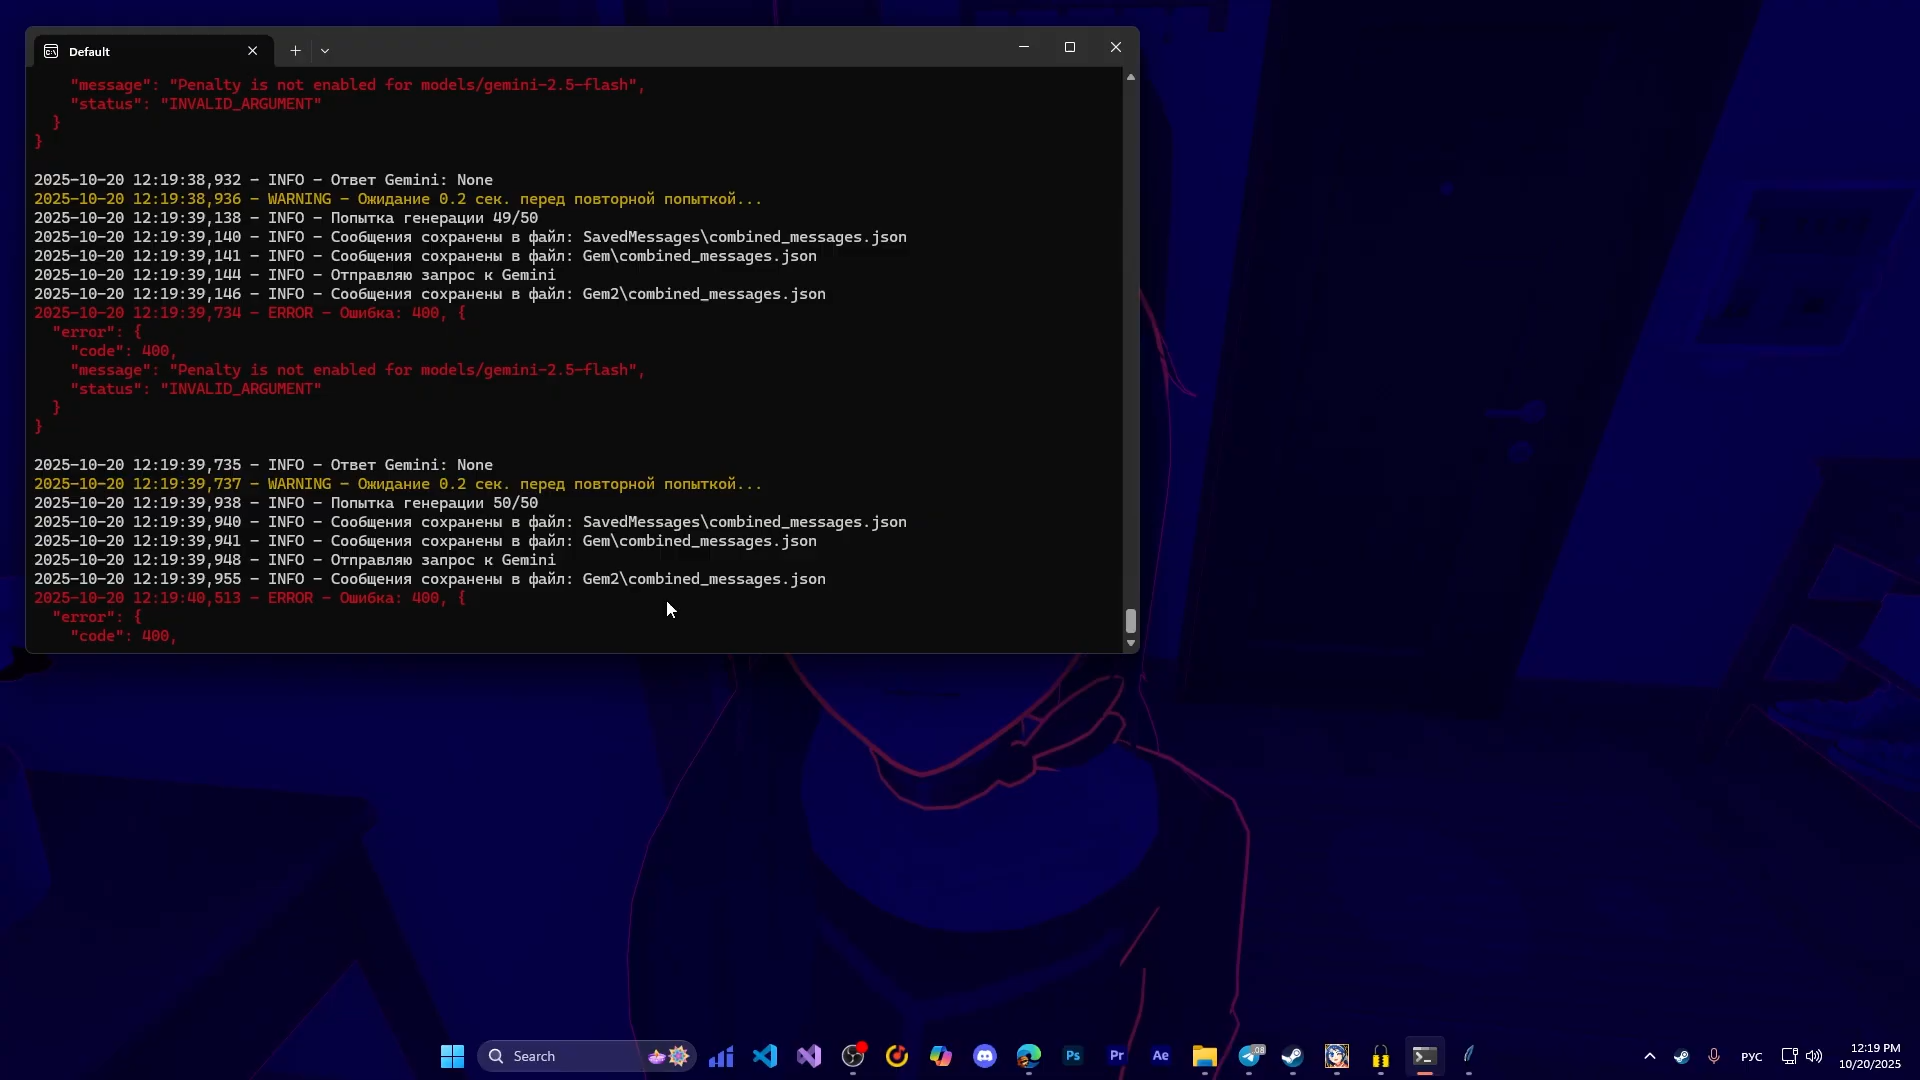 Default
"message": "Penalty is not enabled for models/gemini-2.5-flash",
"status": "INVALID_ARGUMENT"
}
}
2025-10-20 12:19:38,932 - INFO - Ответ Gemini: None
2025-10-20 12:19:38,936 - WARNING - Ожидание 0.2 сек. перед повторной попыткой...
2025-10-20 12:19:39,138 - INFO - Попытка генерации 49/50
2025-10-20 12:19:39,140 - INFO - Сообщения сохранены в файл: SavedMessages\combined_messages.json
2025-10-20 12:19:39,141 - INFO - Сообщения сохранены в файл: Gem\combined_messages.json
2025-10-20 12:19:39,144 - INFO - Отправляю запрос к Gemini
2025-10-20 12:19:39,146 - INFO - Сообщения сохранены в файл: Gem2\combined_messages.json
2025-10-20 12:19:39,734 - ERROR - Ошибка: 400, {
"error": {
"code": 400,
"message": "Penalty is not enabled for models/gemini-2.5-flash",
"status": "INVALID_ARGUMENT"
}
}
2025-10-20 12:19:39,735 - INFO - Ответ Gemini: None
2025-10-20 12:19:39,737 - WARNING - Ожидание 0.2 сек. перед повторной попыткой...
2025-10-20 12:19:39,938 - INFO - Попытка генерации 50/50
2025-10-20 12:19:39,940 - INFO - Сообщения сохранены в файл: SavedMessages\combined_messages.json
2025-10-20 12:19:39,941 - INFO - Сообщения сохранены в файл: Gem\combined_messages.json
2025-10-20 12:19:39,948 - INFO - Отправляю запрос к Gemini
2025-10-20 12:19:39,955 - INFO - Сообщения сохранены в файл: Gem2\combined_messages.json
2025-10-20 12:19:40,513 - ERROR - Ошибка: 400, {
"error": {
"code": 400,
Search
Ps
Pr
Ae
РУС
12:19 PM
10/20/2025